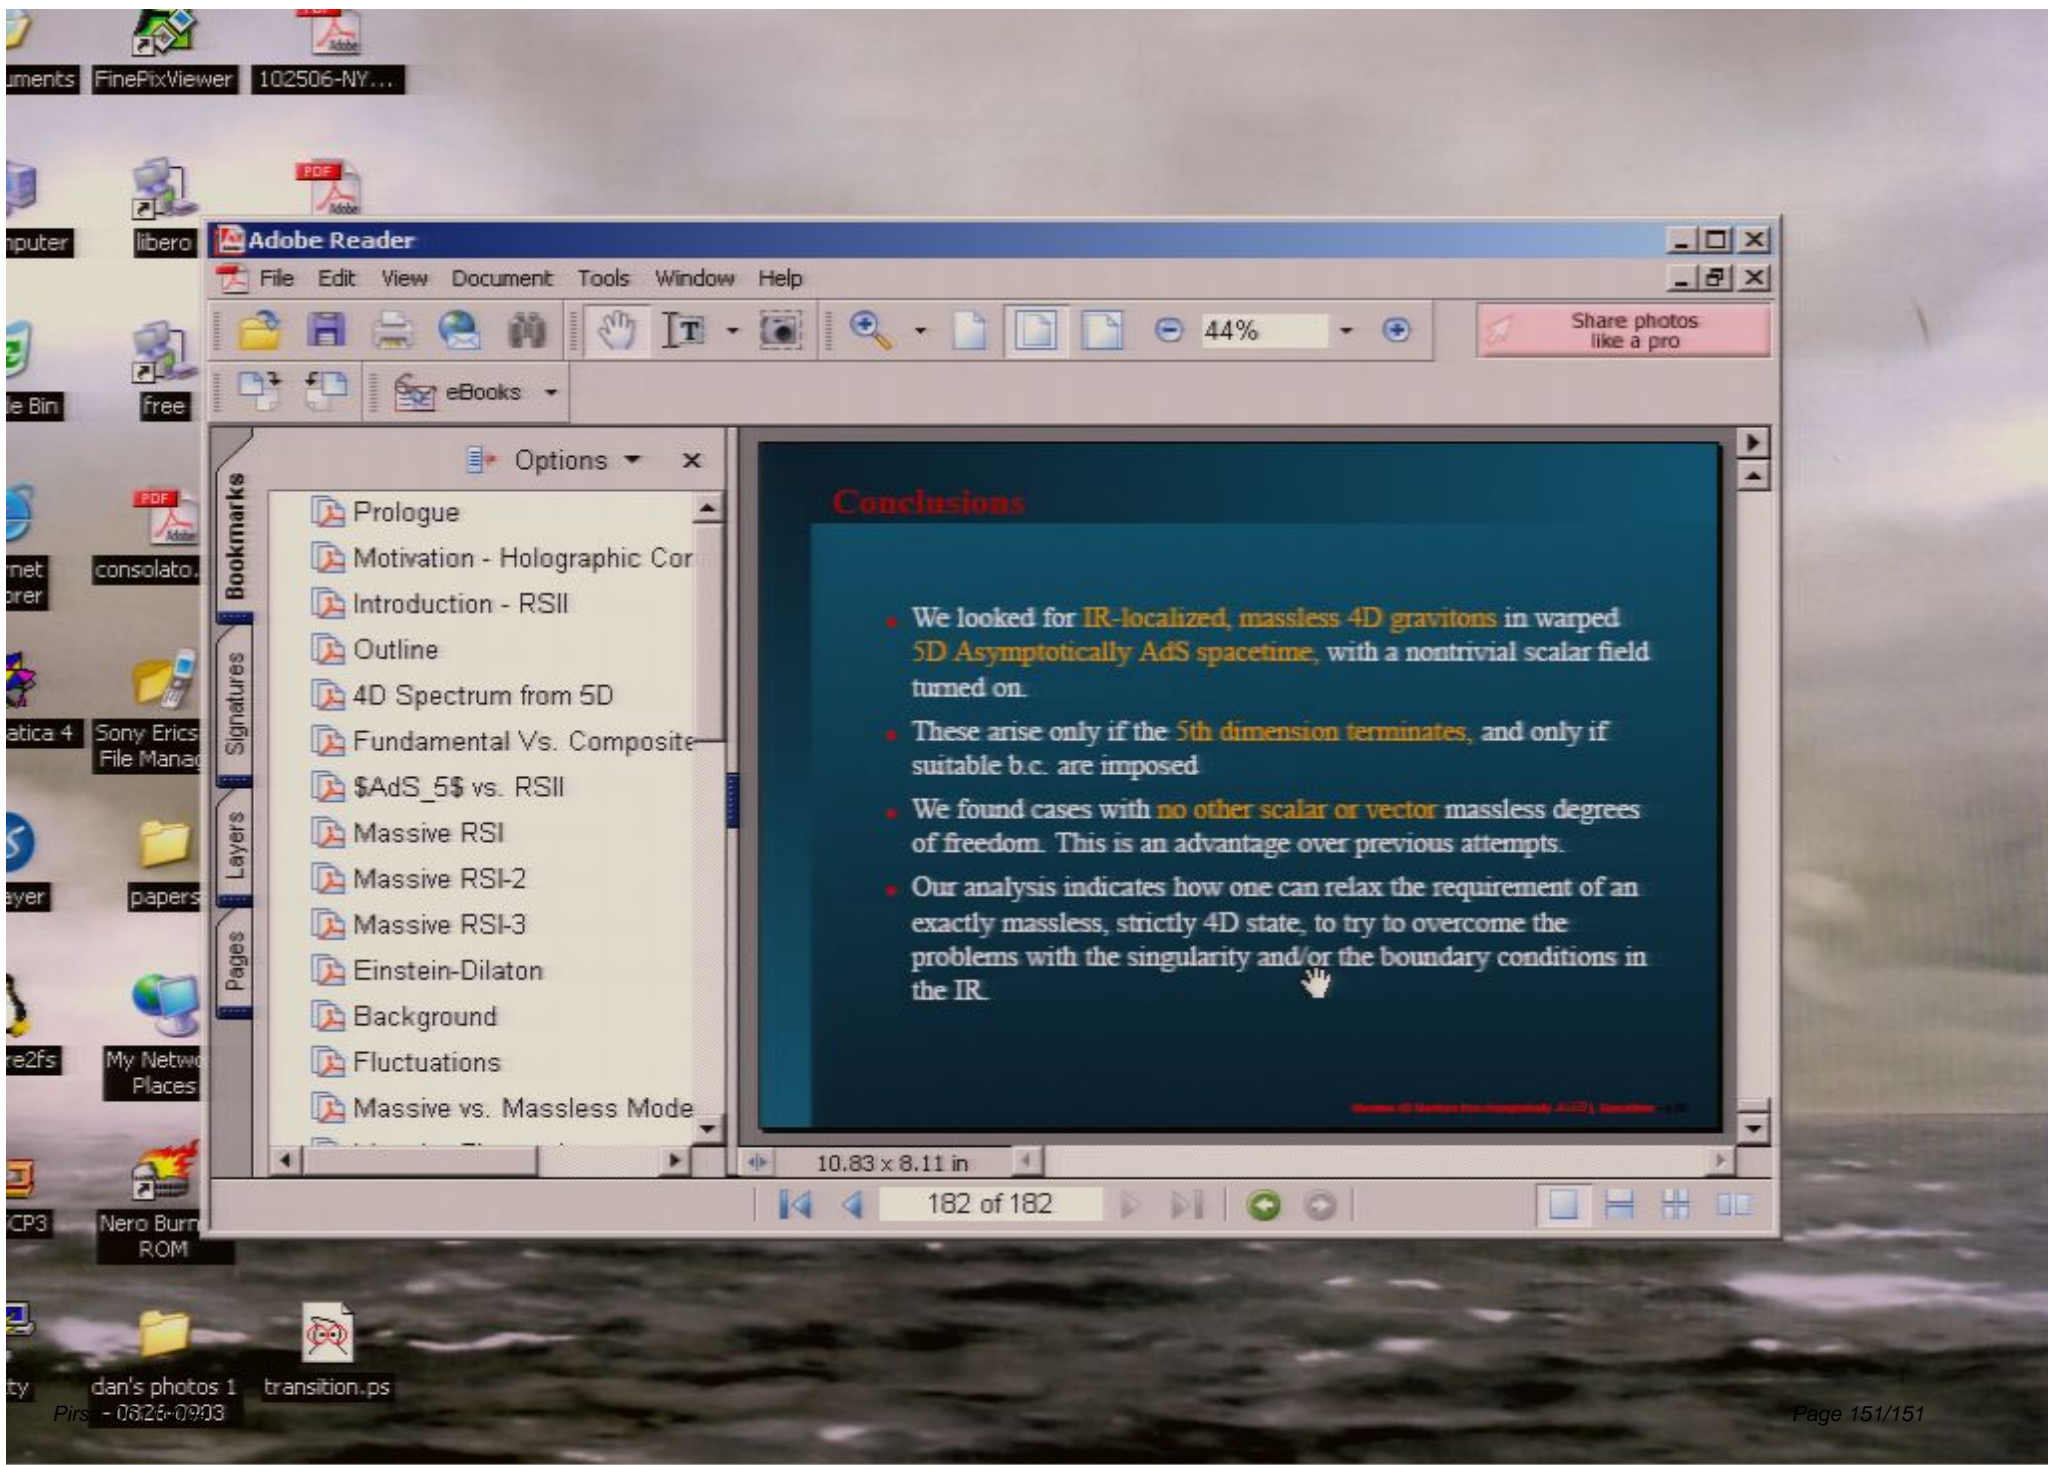 uments
FinePixViewer
102506-NY...
PDF
Adobe
libero
Adobe Reader
File Edit View Document Tools Window Help
44%
Share photos
like a pro
le Bin
free
eBooks
Options
Bookmarks
Signatures
Layers
Pages
Prologue
Motivation - Holographic Cor
Introduction - RSII
Outline
4D Spectrum from 5D
Fundamental Vs. Composite
$AdS_5$ vs. RSII
Massive RSI
Massive RSI-2
Massive RSI-3
Einstein-Dilaton
Background
Fluctuations
Massive vs. Massless Mode
Conclusions
We looked for IR-localized, massless 4D gravitons in warped
5D Asymptotically AdS spacetime, with a nontrivial scalar field
turned on.
These arise only if the 5th dimension terminates, and only if
suitable b.c. are imposed
We found cases with no other scalar or vector massless degrees
of freedom. This is an advantage over previous attempts.
Our analysis indicates how one can relax the requirement of an
exactly massless, strictly 4D state, to try to overcome the
problems with the singularity and/or the boundary conditions in
the IR.
10.83 x 8.11 in
182 of 182
PDF
Adobe
consolato.
atica 4
Sony Erics
File Manag
ayer
papers
re2fs
My Netwo
Places
CP3
Nero Burn
ROM
ty
dan's photos 1
transition.ps
Page 151/151